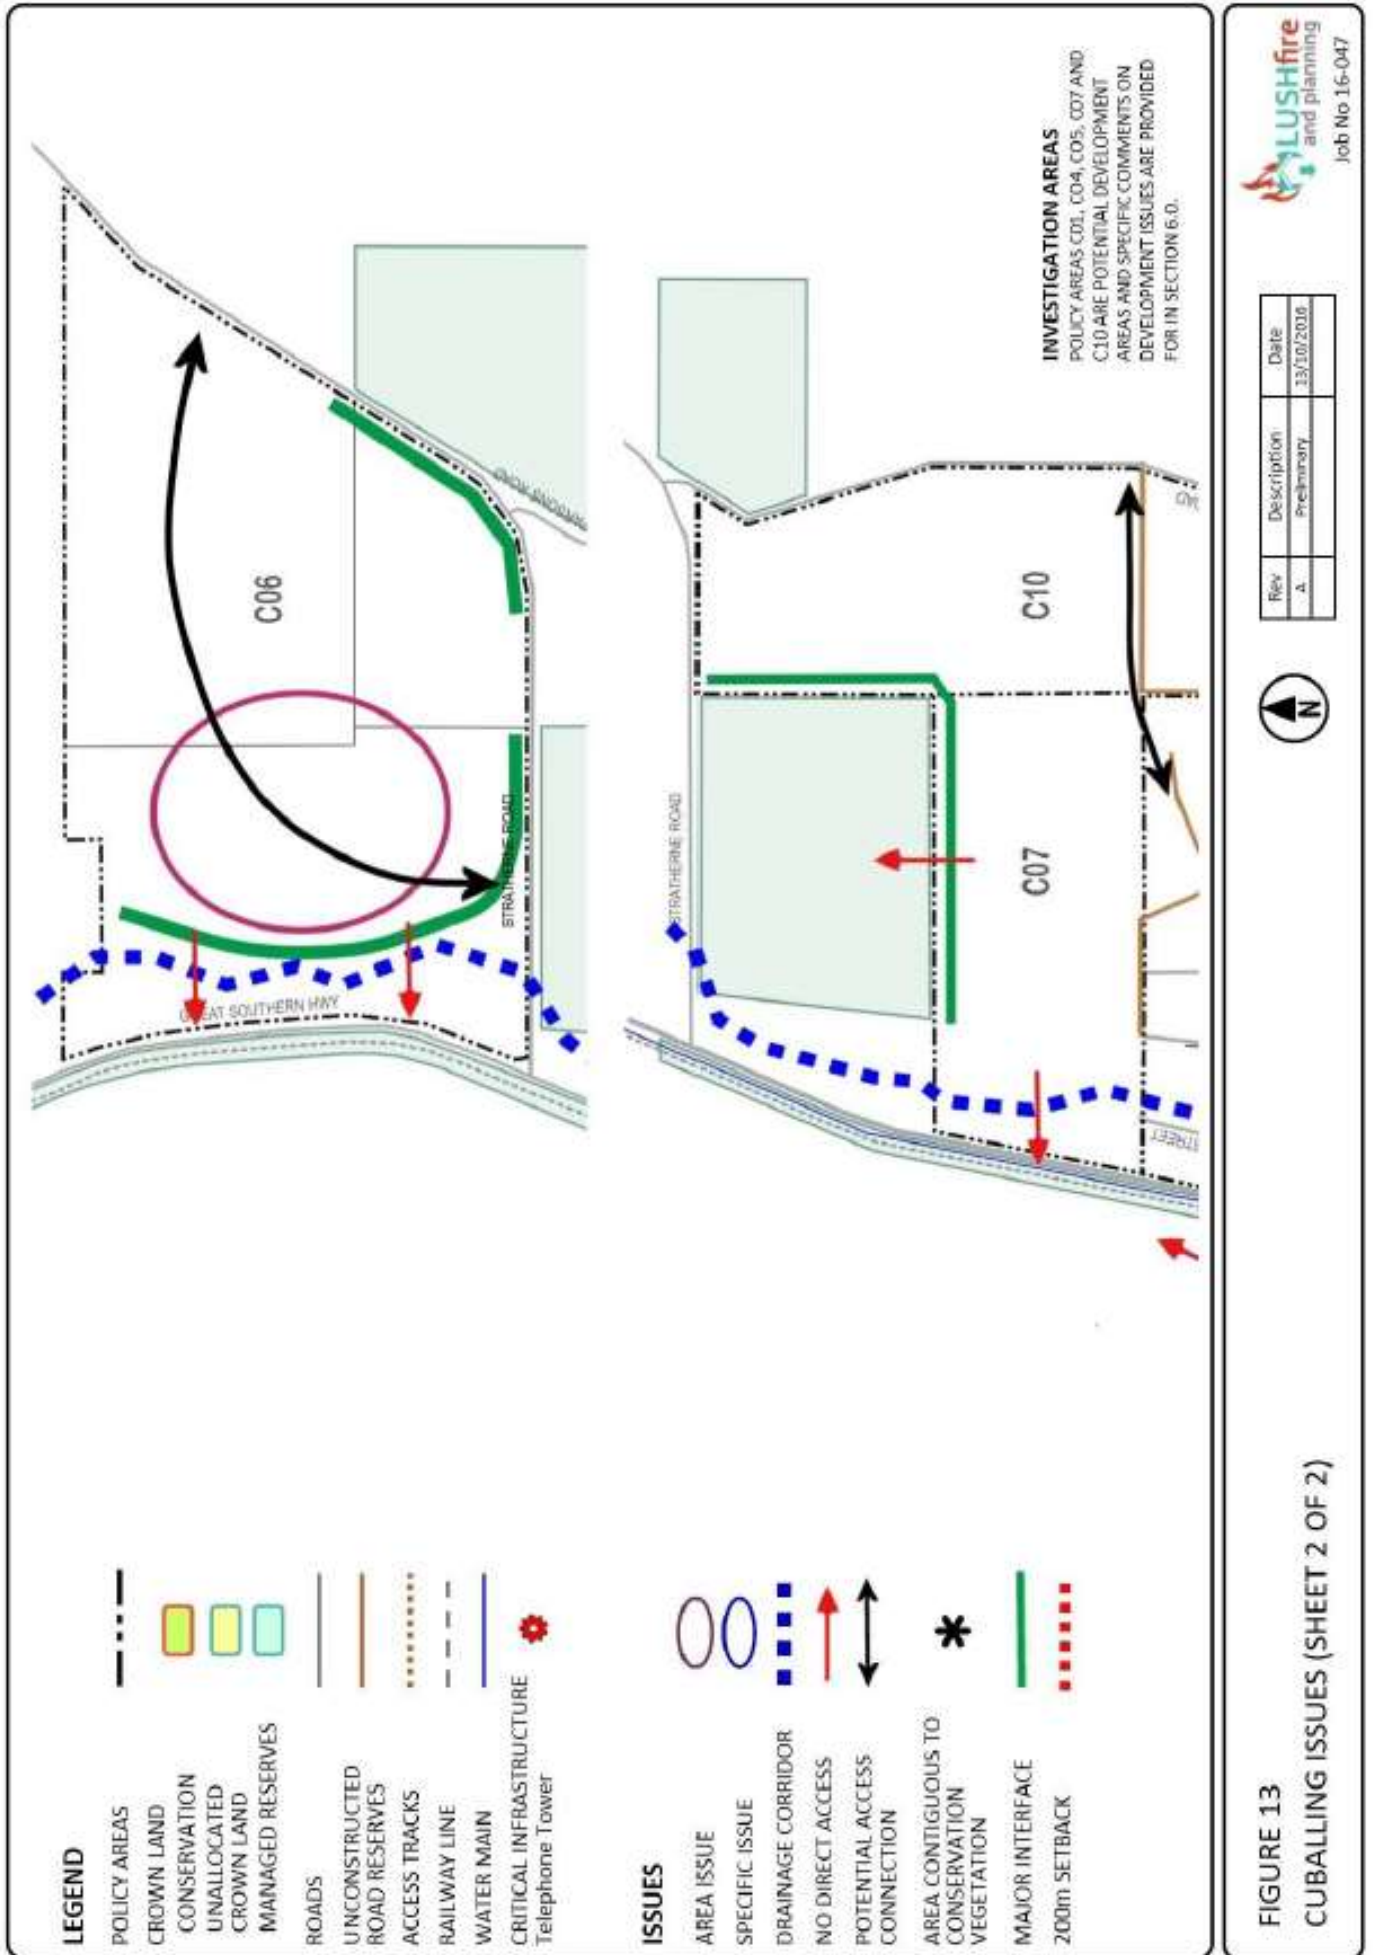 LEGEND
POLICY AREAS
CROWN LAND
CONSERVATION
UNALLOCATED
CROWN LAND
MANAGED RESERVES
ROADS
UNCONSTRUCTED
ROAD RESERVES
ACCESS TRACKS
RAILWAY LINE
WATER MAIN
CRITICAL INFRASTRUCTURE
Telephone Tower
ISSUES
AREA ISSUE
SPECIFIC ISSUE
DRAINAGE CORRIDOR
NO DIRECT ACCESS
POTENTIAL ACCESS
CONNECTION
AREA CONTIGUOUS TO
CONSERVATION
VEGETATION
MAJOR INTERFACE
200m SETBACK
C06
GREAT SOUTHERN HWY
STRATHERNE ROAD
ROAD
STRATHERNE ROAD
C07
C10
STREET
INVESTIGATION AREAS
POLICY AREAS C01, C04, C05, C07 AND
C10 ARE POTENTIAL DEVELOPMENT
AREAS AND SPECIFIC COMMENTS ON
DEVELOPMENT ISSUES ARE PROVIDED
FOR IN SECTION 6.0.
FIGURE 13
CUBALLING ISSUES (SHEET 2 OF 2)
N
Rev Description Date
A Preliminary 13/10/2016
LUSHfire
and planning
Job No 16-047